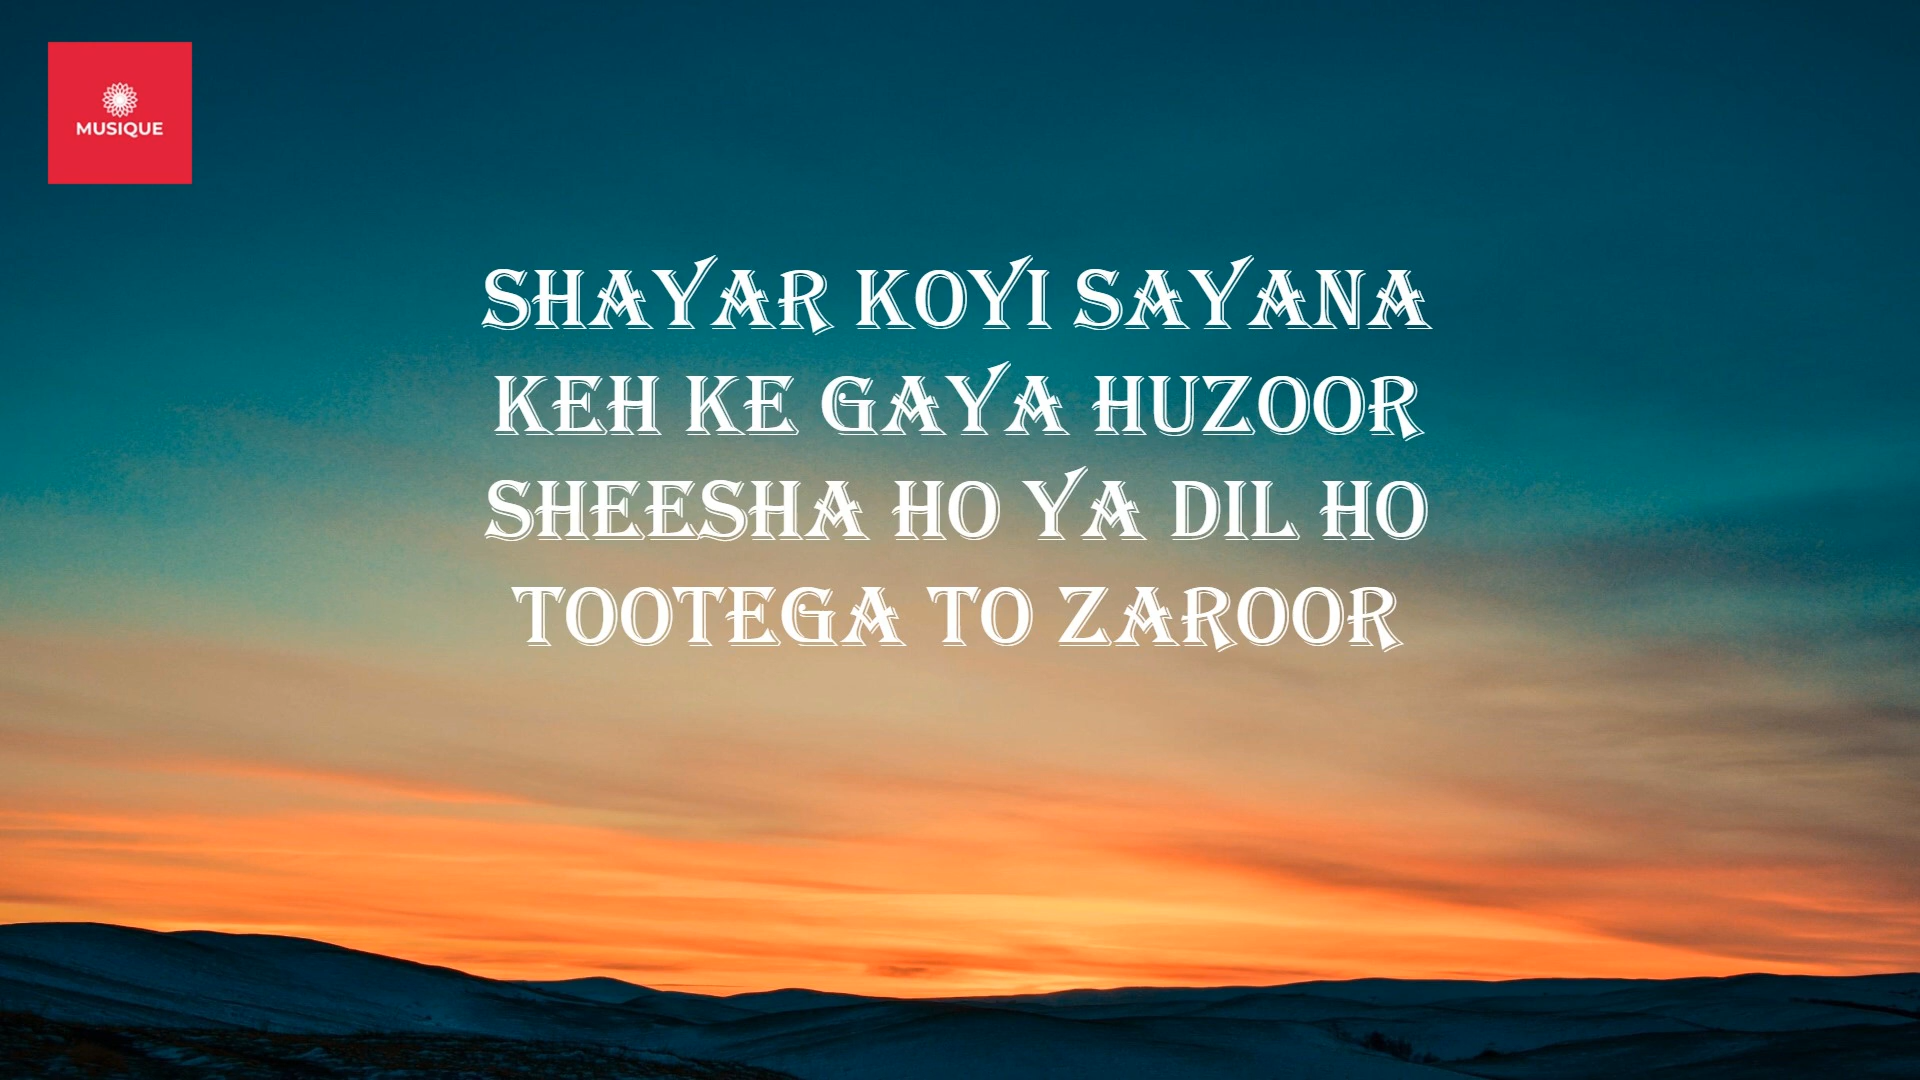 MUSIQUE
SHAYAR KOYI SAYANA
KEH KE GAYA HUZOOR
SHEESHA HO YA DIL HO
TOOTEGA TO ZAROOR